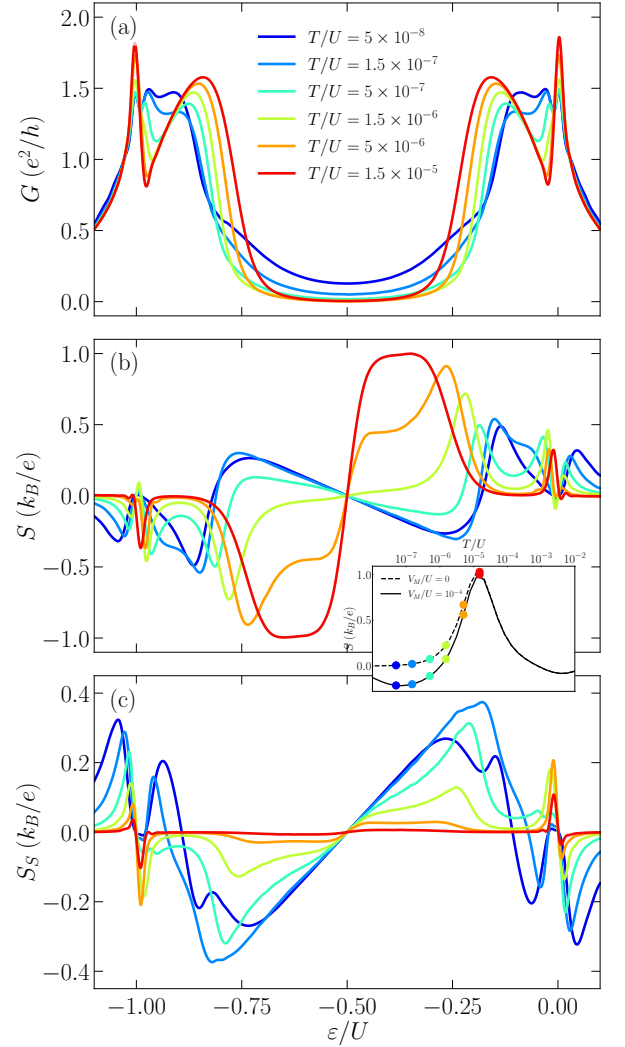 (a)
G (e²/h)
2.0
1.5
1.0
0.5
0.0
T/U = 5 × 10⁻⁸
T/U = 1.5 × 10⁻⁷
T/U = 5 × 10⁻⁷
T/U = 1.5 × 10⁻⁶
T/U = 5 × 10⁻⁶
T/U = 1.5 × 10⁻⁵
(b)
S (k_B/e)
1.0
0.5
0.0
−0.5
−1.0
T/U
10⁻⁷ 10⁻⁶ 10⁻⁵ 10⁻⁴ 10⁻³ 10⁻²
V_M/U = 0
V_M/U = 10⁻⁴
S (k_B/e)
1.0
0.0
(c)
S_S (k_B/e)
0.4
0.2
0.0
−0.2
−0.4
−1.00 −0.75 −0.50 −0.25 0.00
ε/U